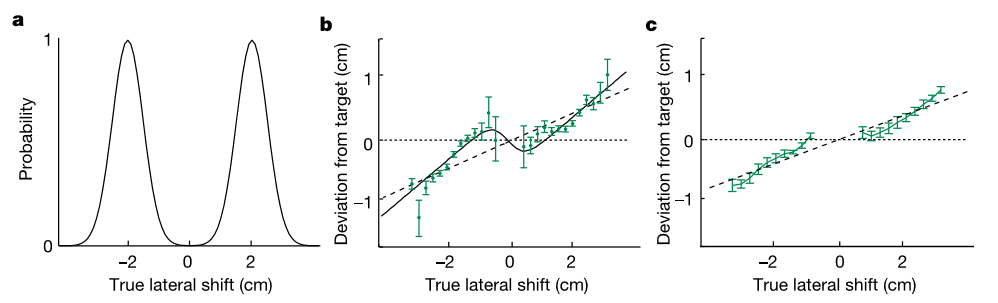 a
Probability
1
0
−2 0 2
True lateral shift (cm)
b
Deviation from target (cm)
1
0
−1
−2 0 2
True lateral shift (cm)
c
Deviation from target (cm)
1
0
−1
−2 0 2
True lateral shift (cm)